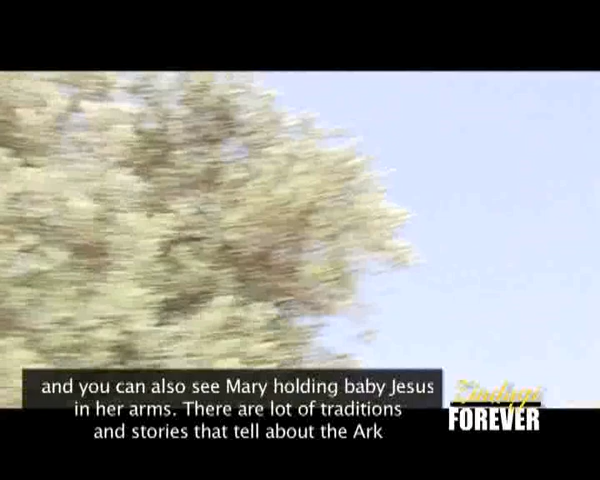 and you can also see Mary holding baby Jesus
in her arms. There are lot of traditions
and stories that tell about the Ark
Zindagi
FOREVER